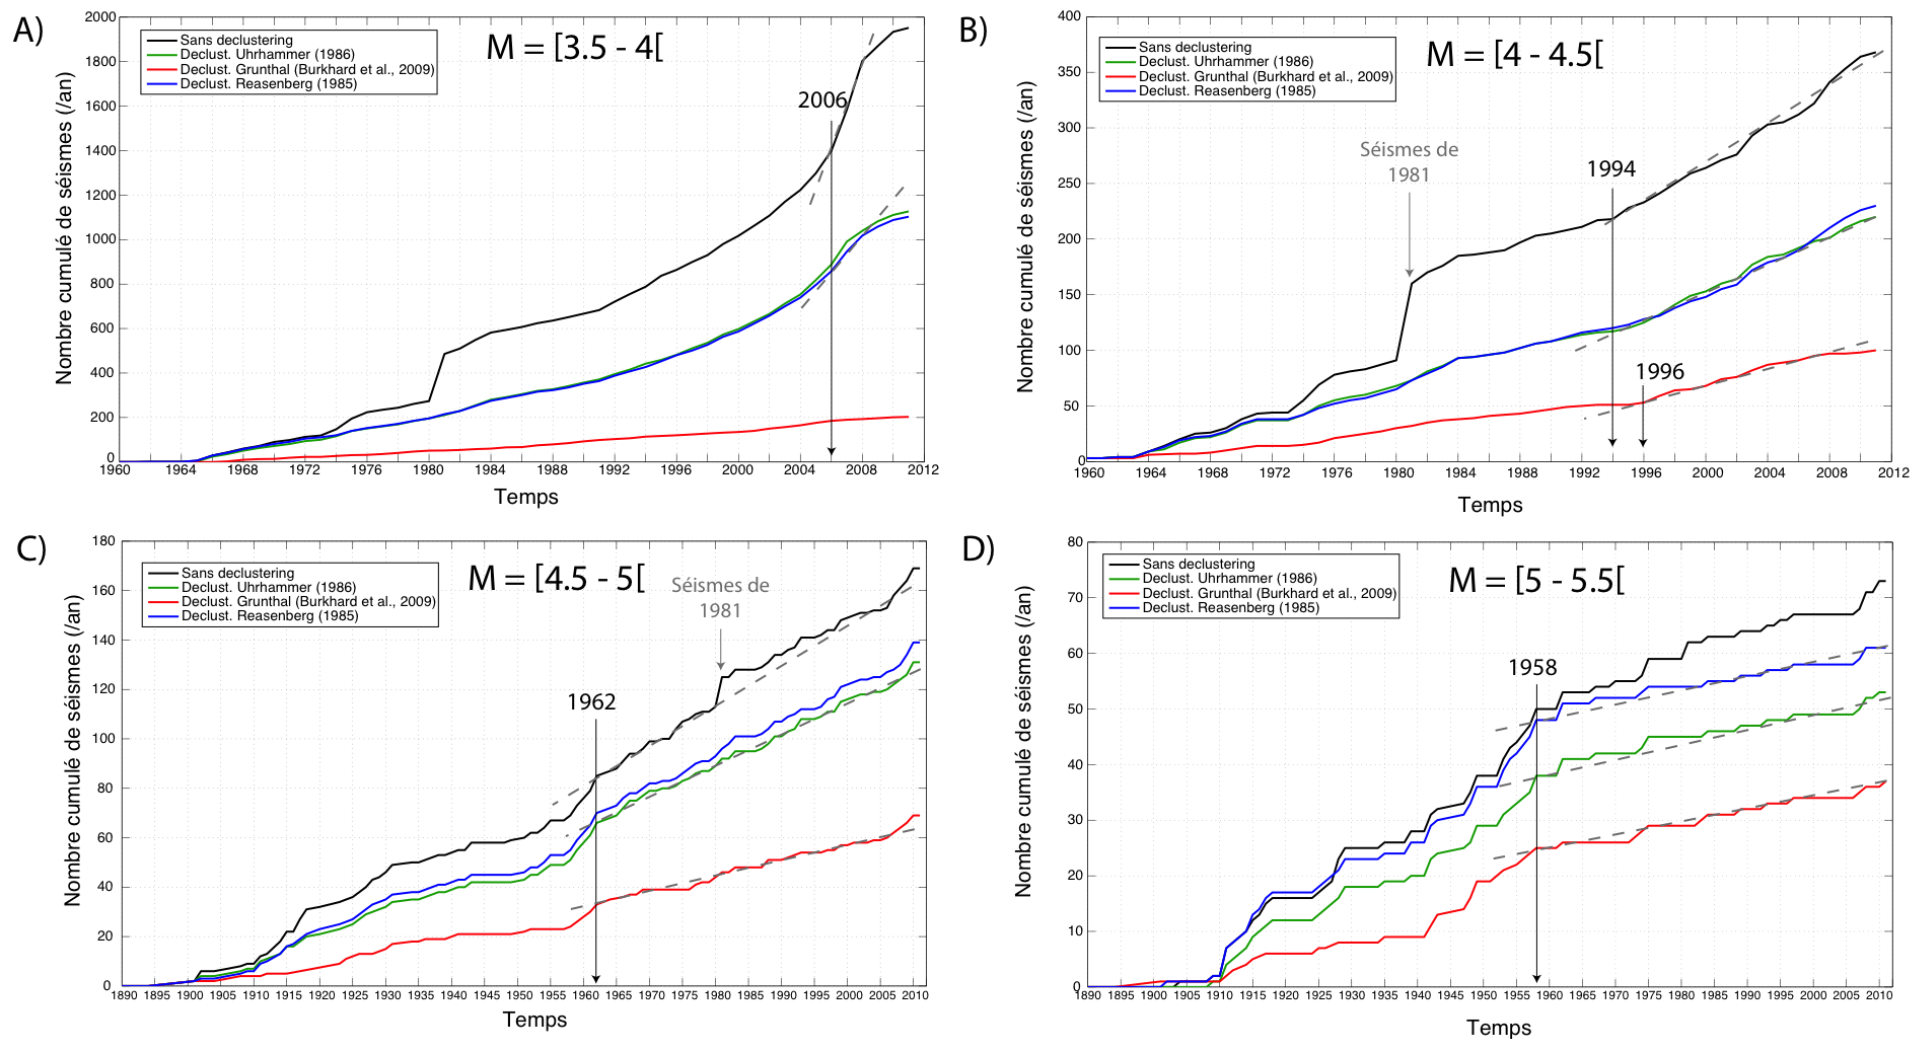 A)
M = [3.5 - 4[
Sans declustering
Declust. Uhrhammer (1986)
Declust. Grunthal (Burkhard et al., 2009)
Declust. Reasenberg (1985)
2006
Nombre cumulé de séismes (/an)
2000
1800
1600
1400
1200
1000
800
600
400
200
0
1960 1964 1968 1972 1976 1980 1984 1988 1992 1996 2000 2004 2008 2012
Temps
B)
M = [4 - 4.5[
Sans declustering
Declust. Uhrhammer (1986)
Declust. Grunthal (Burkhard et al., 2009)
Declust. Reasenberg (1985)
Séismes de
1981
1994
1996
Nombre cumulé de séismes (/an)
400
350
300
250
200
150
100
50
0
1960 1964 1968 1972 1976 1980 1984 1988 1992 1996 2000 2004 2008 2012
Temps
C)
M = [4.5 - 5[
Sans declustering
Declust. Uhrhammer (1986)
Declust. Grunthal (Burkhard et al., 2009)
Declust. Reasenberg (1985)
Séismes de
1981
1962
Nombre cumulé de séismes (/an)
180
160
140
120
100
80
60
40
20
0
1890 1895 1900 1905 1910 1915 1920 1925 1930 1935 1940 1945 1950 1955 1960 1965 1970 1975 1980 1985 1990 1995 2000 2005 2010
Temps
D)
M = [5 - 5.5[
Sans declustering
Declust. Uhrhammer (1986)
Declust. Grunthal (Burkhard et al., 2009)
Declust. Reasenberg (1985)
1958
Nombre cumulé de séismes (/an)
80
70
60
50
40
30
20
10
0
1890 1895 1900 1905 1910 1915 1920 1925 1930 1935 1940 1945 1950 1955 1960 1965 1970 1975 1980 1985 1990 1995 2000 2005 2010
Temps